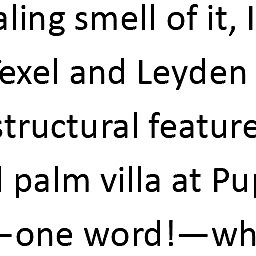 aling smell of it, I
exel and Leyden
structural feature
palm villa at Pup
—one word!—wh